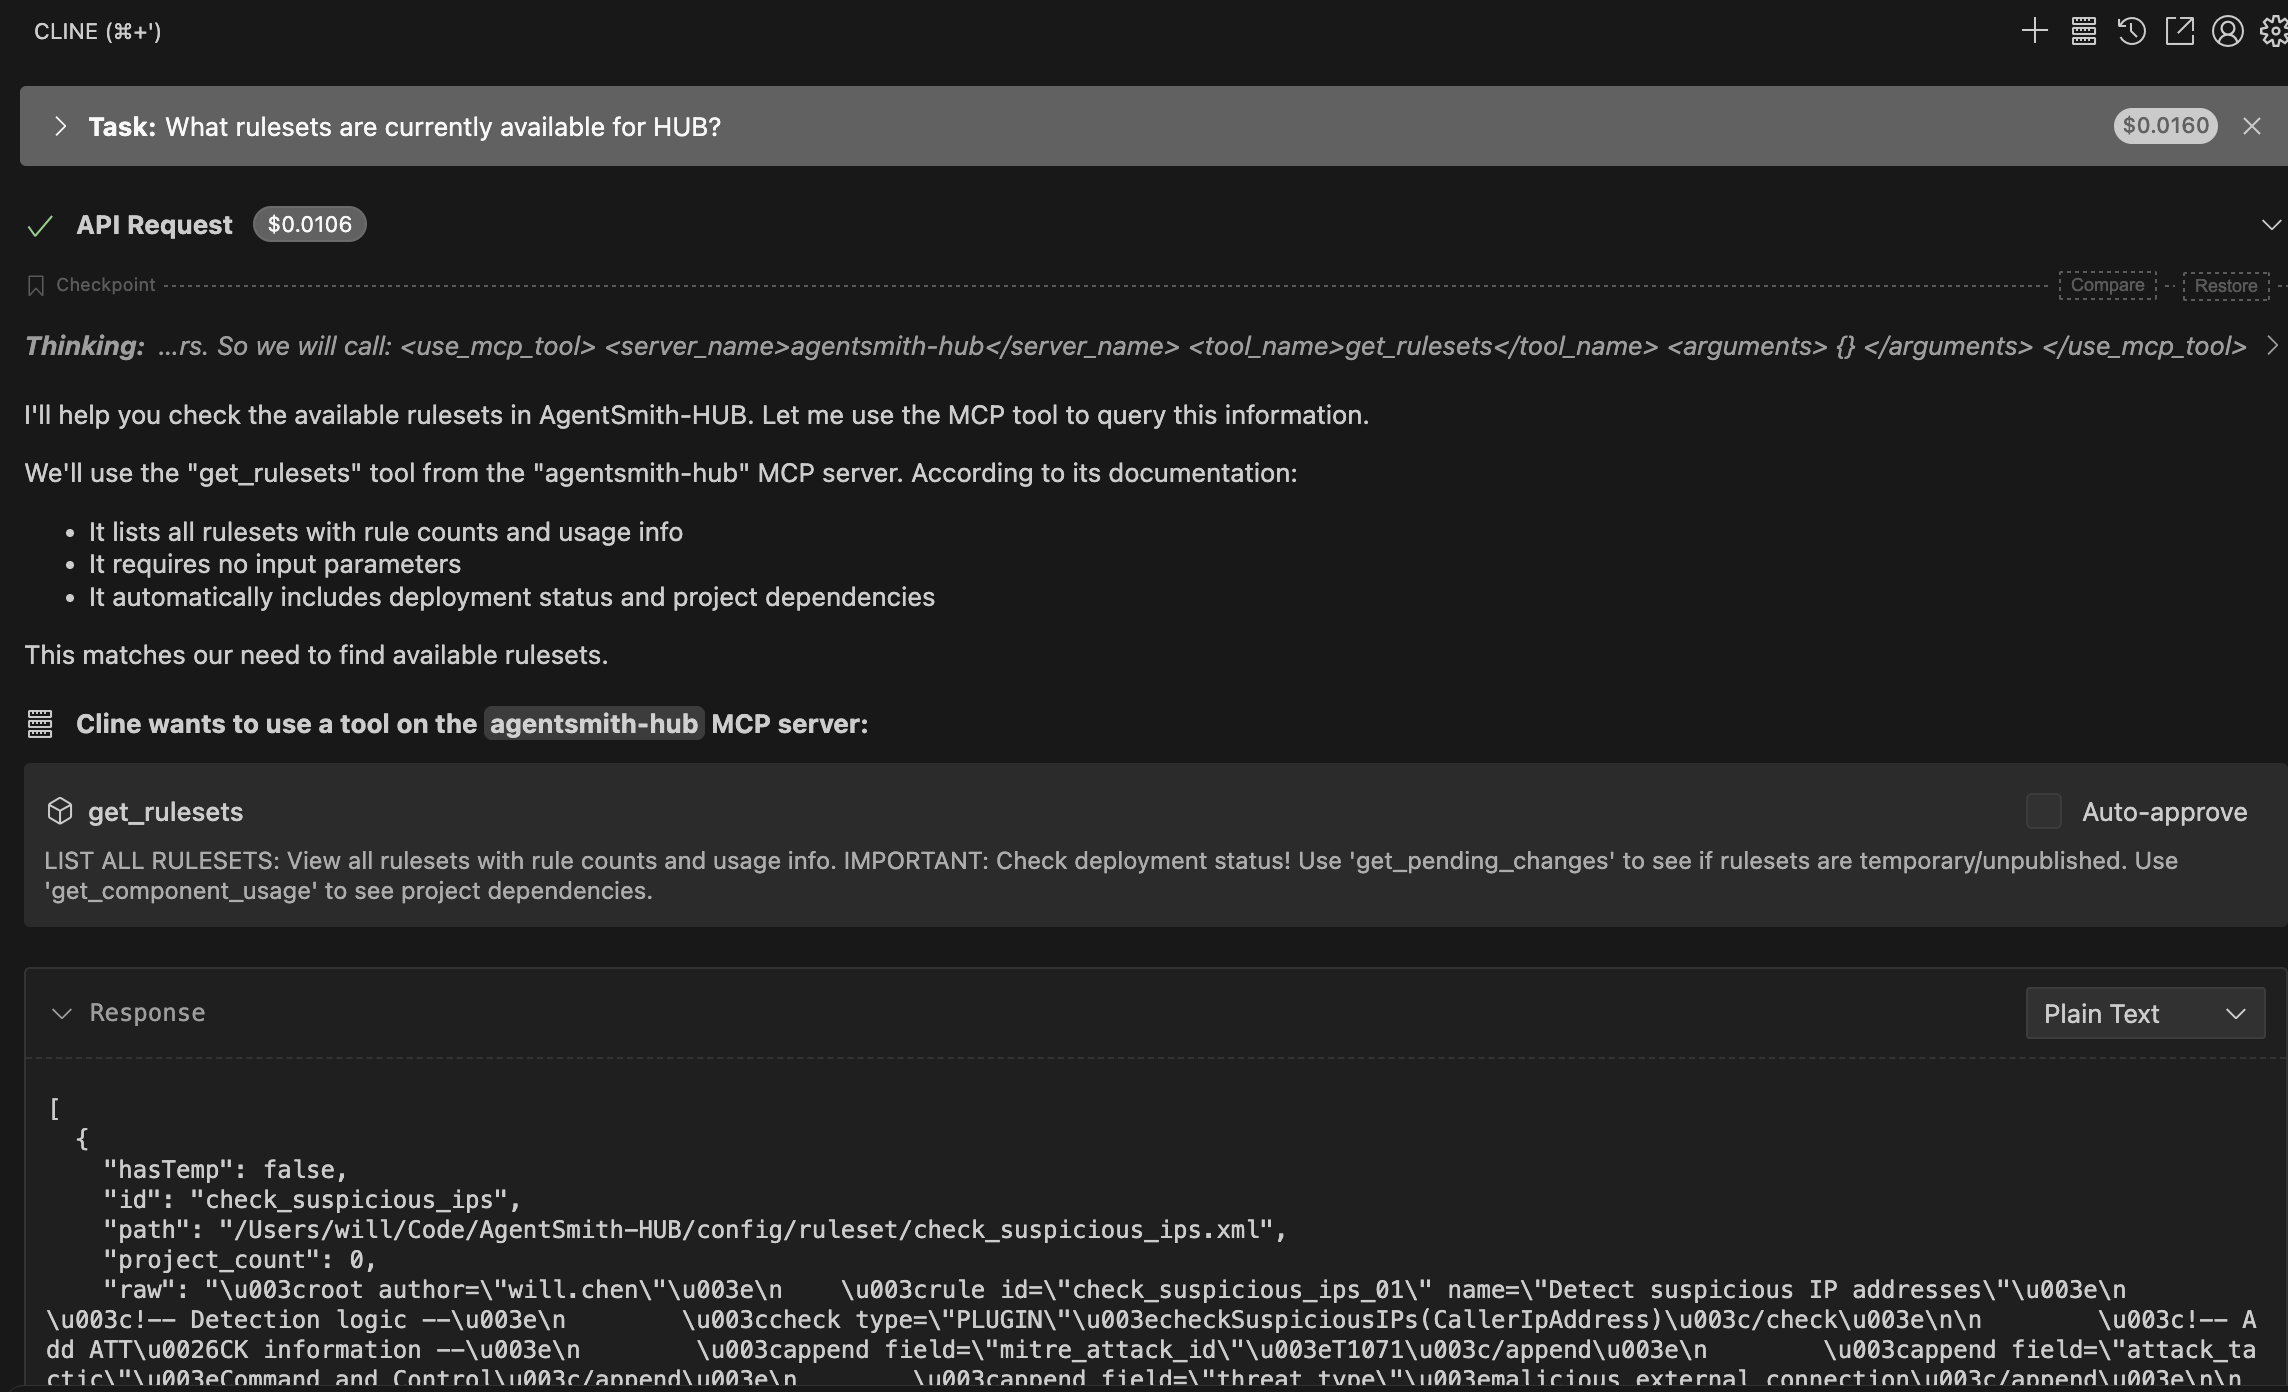 CLINE (⌘+')
Task: What rulesets are currently available for HUB?
$0.0160
API Request $0.0106
Checkpoint
Compare
Restore
Thinking: ...rs. So we will call: <use_mcp_tool> <server_name>agentsmith-hub</server_name> <tool_name>get_rulesets</tool_name> <arguments> {} </arguments> </use_mcp_tool>
I'll help you check the available rulesets in AgentSmith-HUB. Let me use the MCP tool to query this information.
We'll use the "get_rulesets" tool from the "agentsmith-hub" MCP server. According to its documentation:
• It lists all rulesets with rule counts and usage info
• It requires no input parameters
• It automatically includes deployment status and project dependencies
This matches our need to find available rulesets.
Cline wants to use a tool on the agentsmith-hub MCP server:
get_rulesets
Auto-approve
LIST ALL RULESETS: View all rulesets with rule counts and usage info. IMPORTANT: Check deployment status! Use 'get_pending_changes' to see if rulesets are temporary/unpublished. Use
'get_component_usage' to see project dependencies.
Response
Plain Text
[
{
"hasTemp": false,
"id": "check_suspicious_ips",
"path": "/Users/will/Code/AgentSmith-HUB/config/ruleset/check_suspicious_ips.xml",
"project_count": 0,
"raw": "\u003croot author=\"will.chen\"\u003e\n    \u003crule id=\"check_suspicious_ips_01\" name=\"Detect suspicious IP addresses\"\u003e\n
\u003c!-- Detection logic --\u003e\n        \u003ccheck type=\"PLUGIN\"\u003echeckSuspiciousIPs(CallerIpAddress)\u003c/check\u003e\n\n        \u003c!-- A
dd ATT\u0026CK information --\u003e\n        \u003cappend field=\"mitre_attack_id\"\u003eT1071\u003c/append\u003e\n        \u003cappend field=\"attack_ta
ctic\"\u003eCommand and Control\u003c/append\u003e\n        \u003cappend field=\"threat_type\"\u003emalicious_external_connection\u003c/append\u003e\n\n